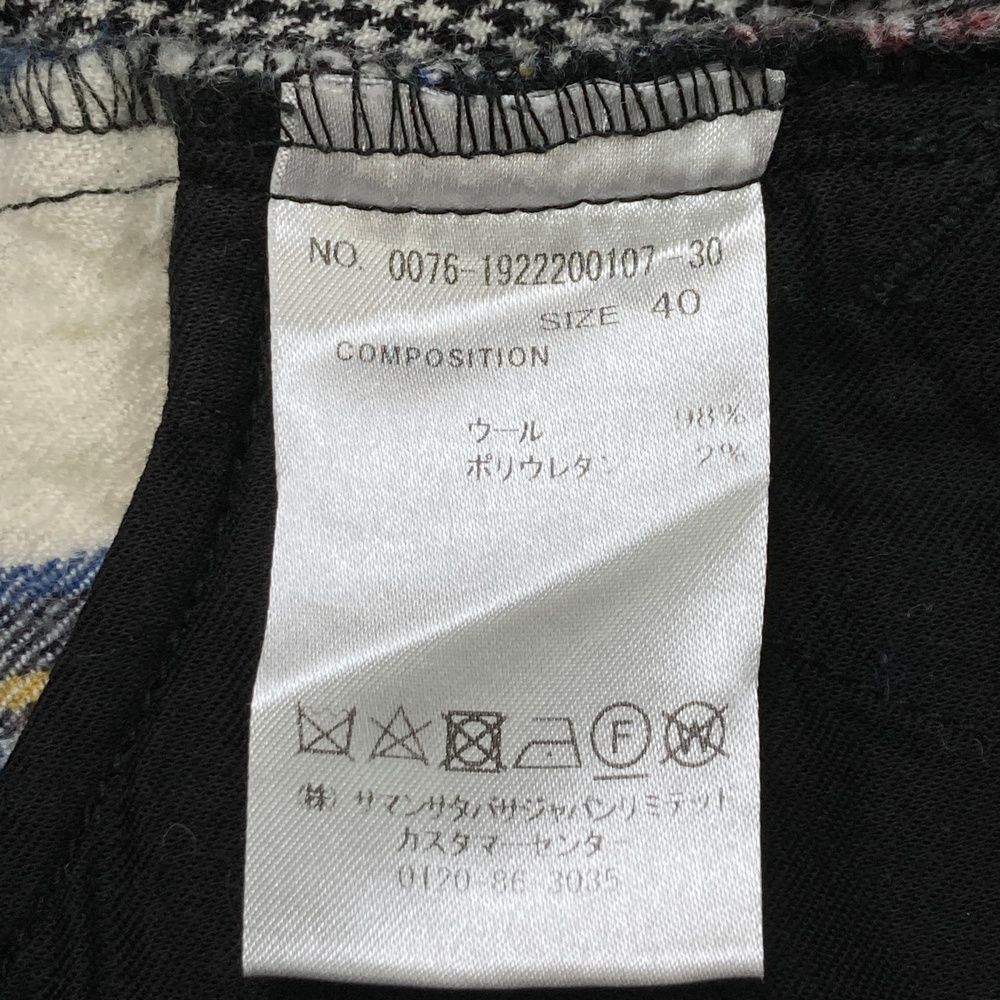 NO. 0076-1922200107-30
SIZE 40
COMPOSITION
ウール 98%
ポリウレタン 2%
F W
(株)サマンサタバサジャパンリミテッド
カスタマーセンター
0120-86-3035